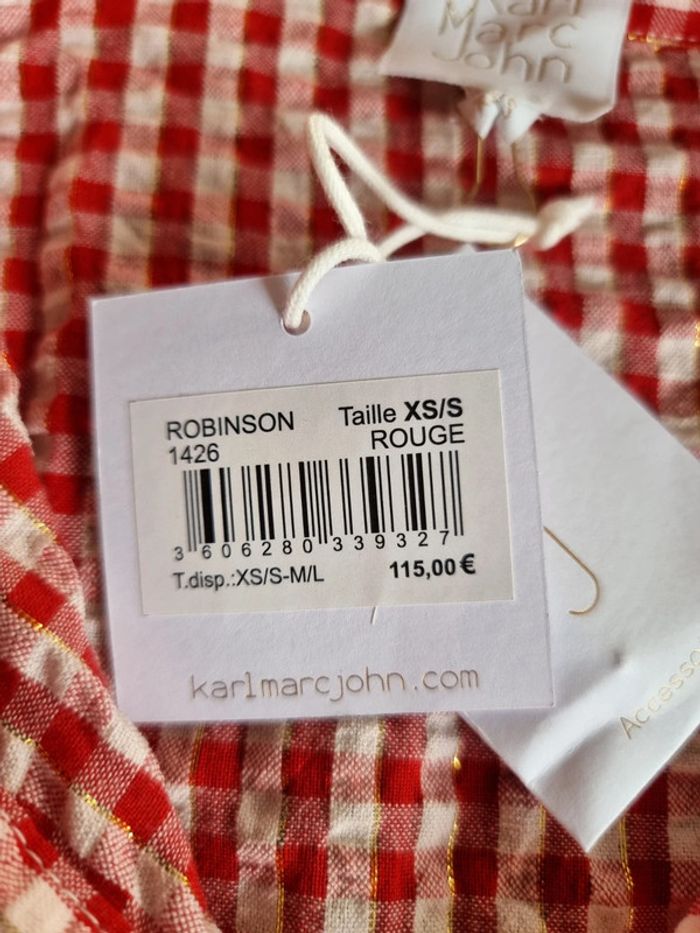 Karl
Marc
John
ROBINSON
Taille XS/S
1426
ROUGE
3 606280 339327
T.disp.:XS/S-M/L
115,00 €
karlmarcjohn.com